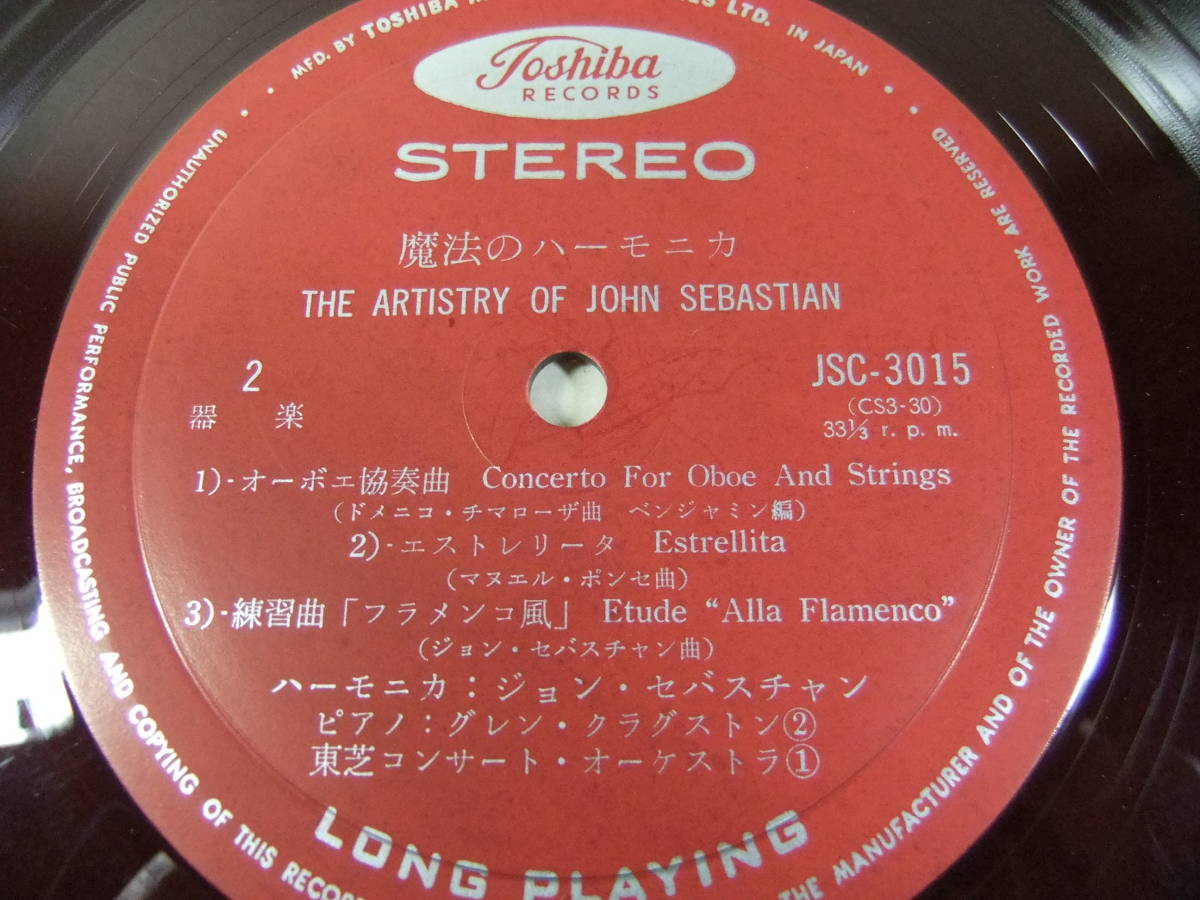 MFD. BY TOSHIBA LTD. IN JAPAN
Toshiba
RECORDS
STEREO
魔法のハーモニカ
THE ARTISTRY OF JOHN SEBASTIAN
2
器 楽
JSC-3015
(CS3-30)
33⅓ r. p. m.
1)・オーボエ協奏曲 Concerto For Oboe And Strings
(ドメニコ・チマローザ曲 ベンジャミン編)
2)・エストレリータ Estrellita
(マヌエル・ポンセ曲)
3)・練習曲「フラメンコ風」 Etude “Alla Flamenco”
(ジョン・セバスチャン曲)
ハーモニカ：ジョン・セバスチャン
ピアノ：グレン・クラグストン②
東芝コンサート・オーケストラ①
LONG PLAYING
UNAUTHORIZED PUBLIC PERFORMANCE, BROADCASTING AND COPYING OF THIS RECORD
THE MANUFACTURER AND OF THE OWNER OF THE RECORDED WORK ARE RESERVED